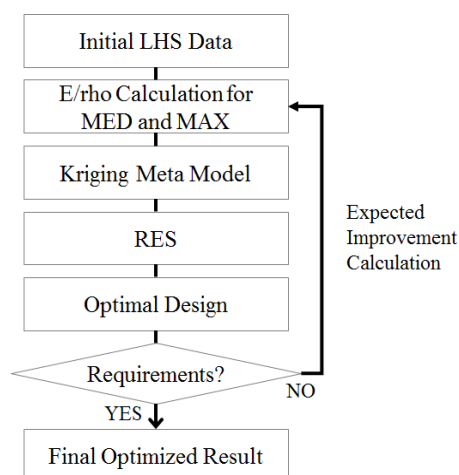 Initial LHS Data
E/rho Calculation for
MED and MAX
Kriging Meta Model
RES
Expected
Improvement
Calculation
Optimal Design
Requirements?
NO
YES
Final Optimized Result